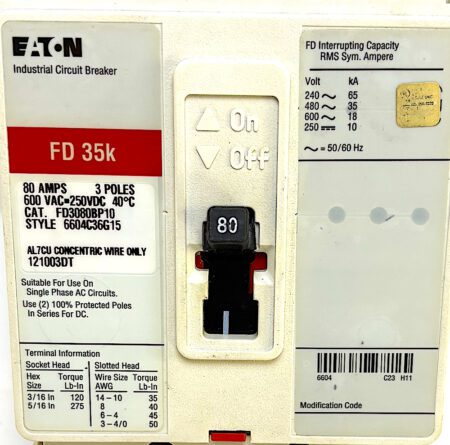 EATON
Industrial Circuit Breaker
FD 35k
80 AMPS 3 POLES
600 VAC=250VDC 40°C
CAT. FD3080BP10
STYLE 6604C36G15
AL7CU CONCENTRIC WIRE ONLY
121003DT
Suitable For Use On
Single Phase AC Circuits.
Use (2) 100% Protected Poles
In Series For DC.
Terminal Information
Socket Head Slotted Head
Hex Torque Wire Size Torque
Size Lb-In AWG Lb-In
3/16 In 120 14-10 35
5/16 In 275 8 40
6-4 45
3-4/0 50
On
Off
80
FD Interrupting Capacity
RMS Sym. Ampere
Volt kA
240 ~ 65
480 ~ 35
600 ~ 18
250 ⎓ 10
~ = 50/60 Hz
6604 C23 H11
Modification Code